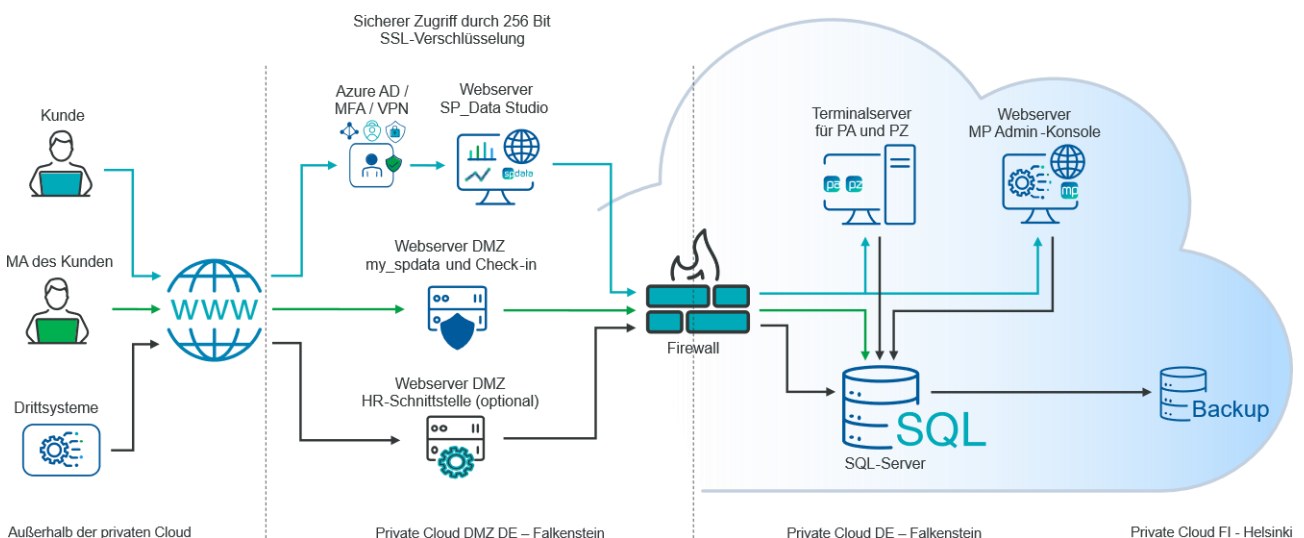 Sicherer Zugriff durch 256 Bit
SSL-Verschlüsselung
Kunde
MA des Kunden
Drittsysteme
WWW
Azure AD /
MFA / VPN
Webserver
SP_Data Studio
spdata
Webserver DMZ
my_spdata und Check-in
Webserver DMZ
HR-Schnittstelle (optional)
Firewall
Terminalserver
für PA und PZ
pa
pz
Webserver
MP Admin -Konsole
mp
SQL
SQL-Server
Backup
Außerhalb der privaten Cloud
Private Cloud DMZ DE – Falkenstein
Private Cloud DE – Falkenstein
Private Cloud FI - Helsinki